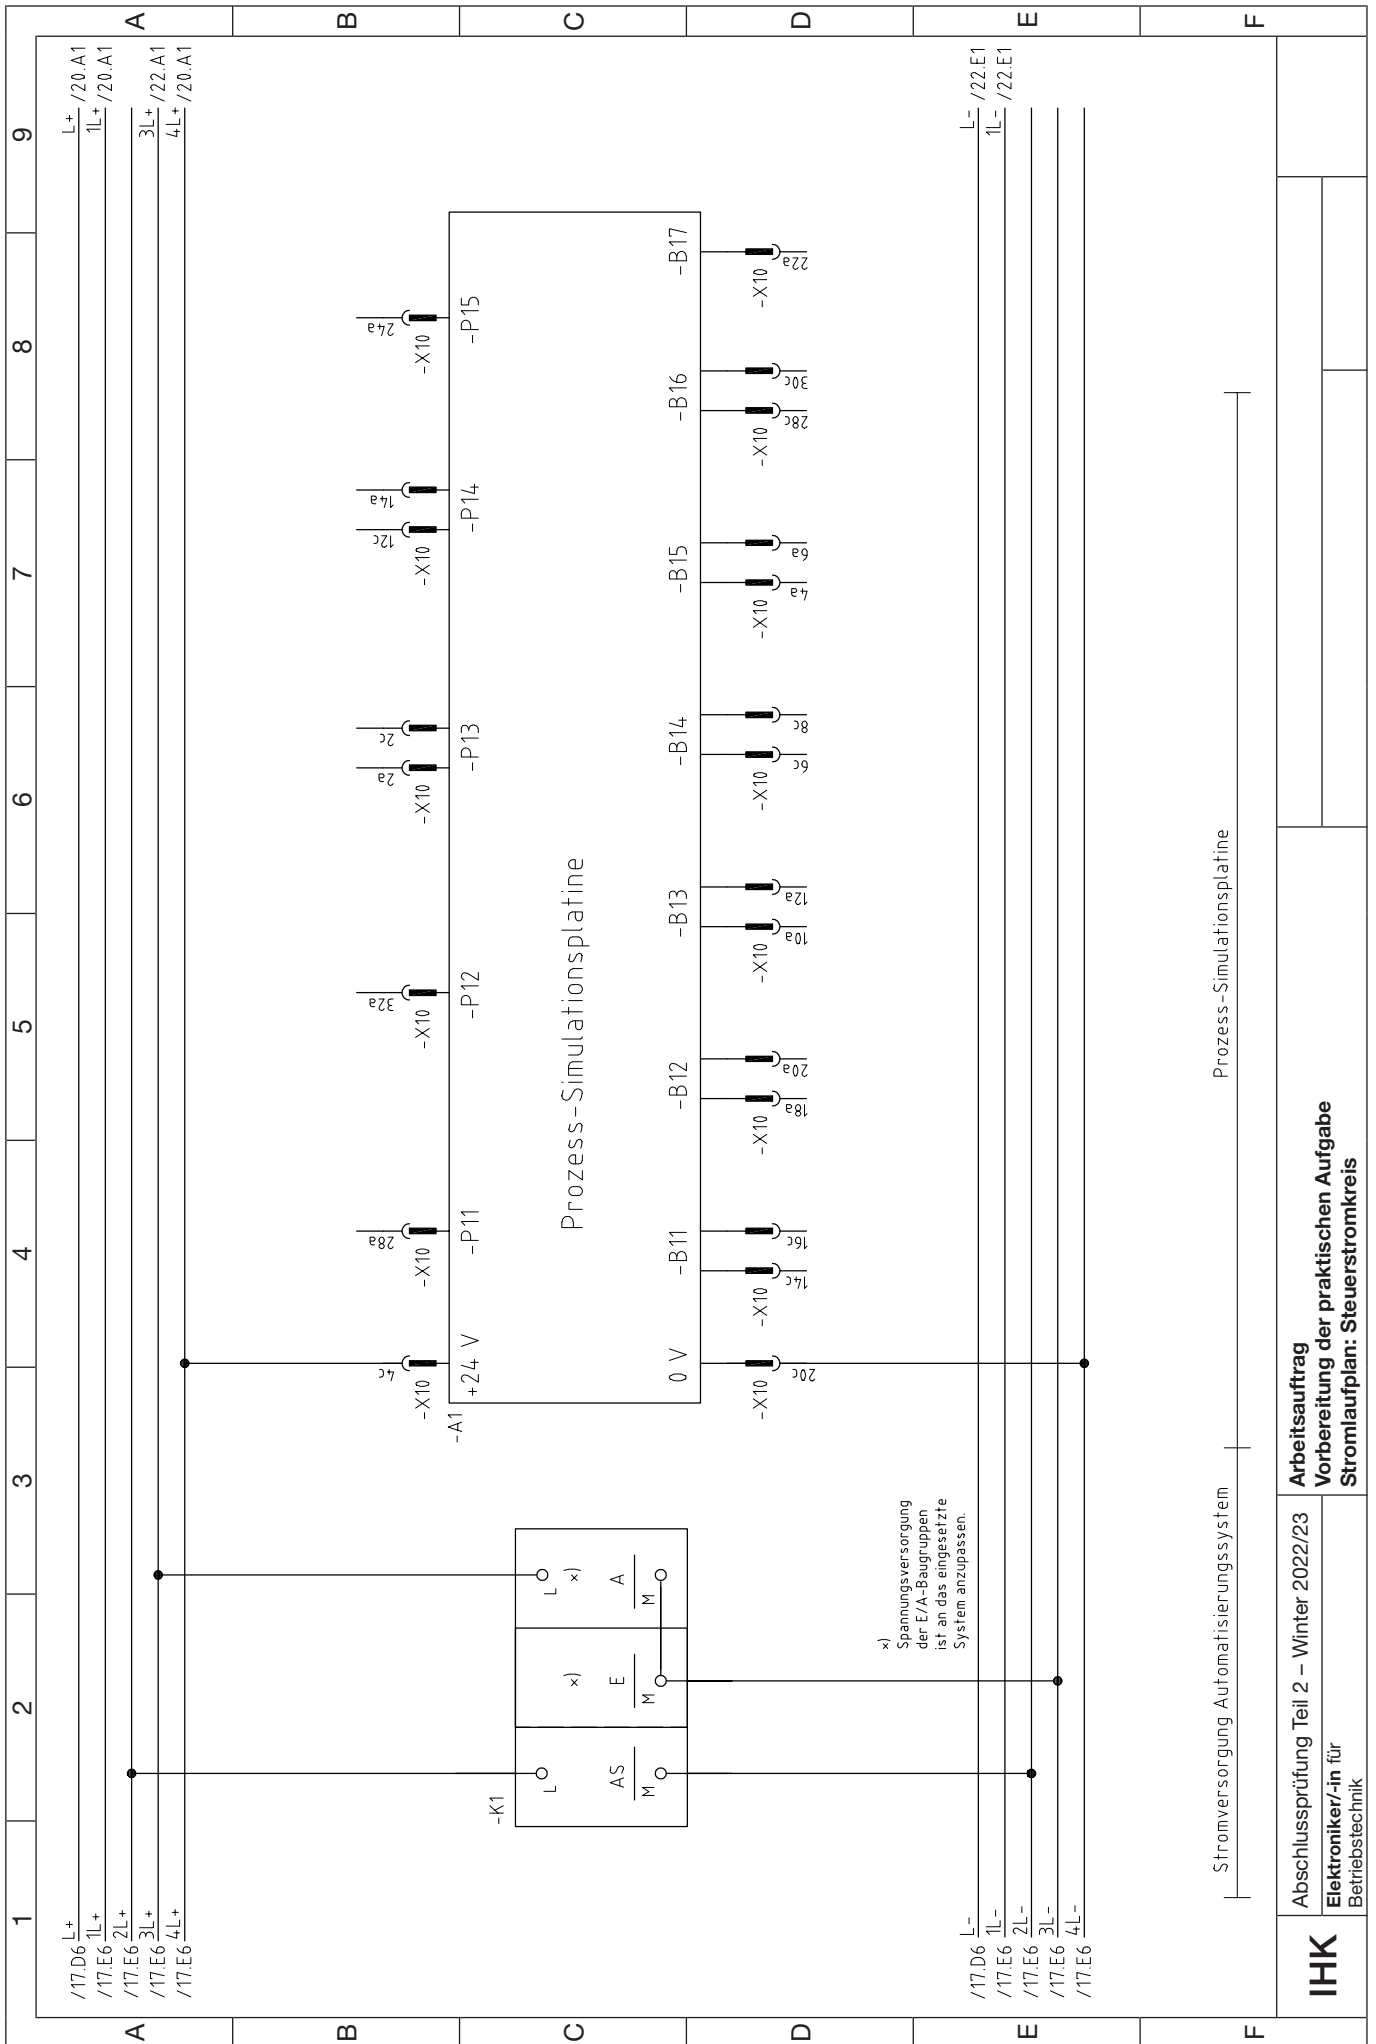 1 2 3 4 5 6 7 8 9
A
/17.D6 L+
L+ /20.A1
/17.E6 1L+
1L+ /20.A1
/17.E6 2L+
/17.E6 3L+
3L+ /22.A1
/17.E6 4L+
4L+ /20.A1
A
B
4c 28a 32a 2a 2c 12c 14a 24a
-X10 -X10 -X10 -X10 -X10 -X10
B
-A1
+24 V -P11 -P12 -P13 -P14 -P15
C
-K1
L L
x) x)
Prozess-Simulationsplatine
AS E A
M M M
0 V -B11 -B12 -B13 -B14 -B15 -B16 -B17
C
D
-X10 -X10 -X10 -X10 -X10 -X10 -X10 -X10
20c 14c 16c 18a 20a 10a 12a 6c 8c 4a 6a 28c 30c 22a
D
x)
Spannungsversorgung
der E/A-Baugruppen
ist an das eingesetzte
System anzupassen.
E
/17.D6 L-
L- /22.E1
/17.E6 1L-
1L- /22.E1
/17.E6 2L-
/17.E6 3L-
/17.E6 4L-
E
F
Stromversorgung Automatisierungssystem
Prozess-Simulationsplatine
F
IHK
Abschlussprüfung Teil 2 – Winter 2022/23
Elektroniker/-in für
Betriebstechnik
Arbeitsauftrag
Vorbereitung der praktischen Aufgabe
Stromlaufplan: Steuerstromkreis